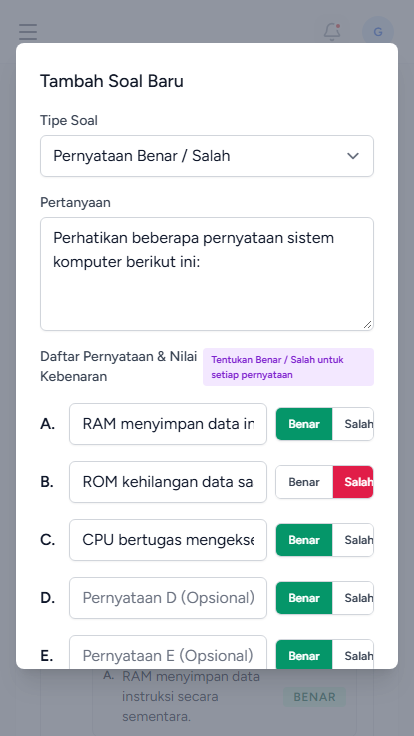 G
Tambah Soal Baru
Tipe Soal
Pernyataan Benar / Salah
Pertanyaan
Perhatikan beberapa pernyataan sistem
komputer berikut ini:
Daftar Pernyataan & Nilai
Kebenaran
Tentukan Benar / Salah untuk
setiap pernyataan
A. RAM menyimpan data Benar Salah
B. ROM kehilangan data sa Benar Salah
C. CPU bertugas mengekse Benar Salah
D. Pernyataan D (Opsional) Benar Salah
E. Pernyataan E (Opsional) Benar Salah
A. RAM menyimpan data
instruksi secara
sementara.
BENAR